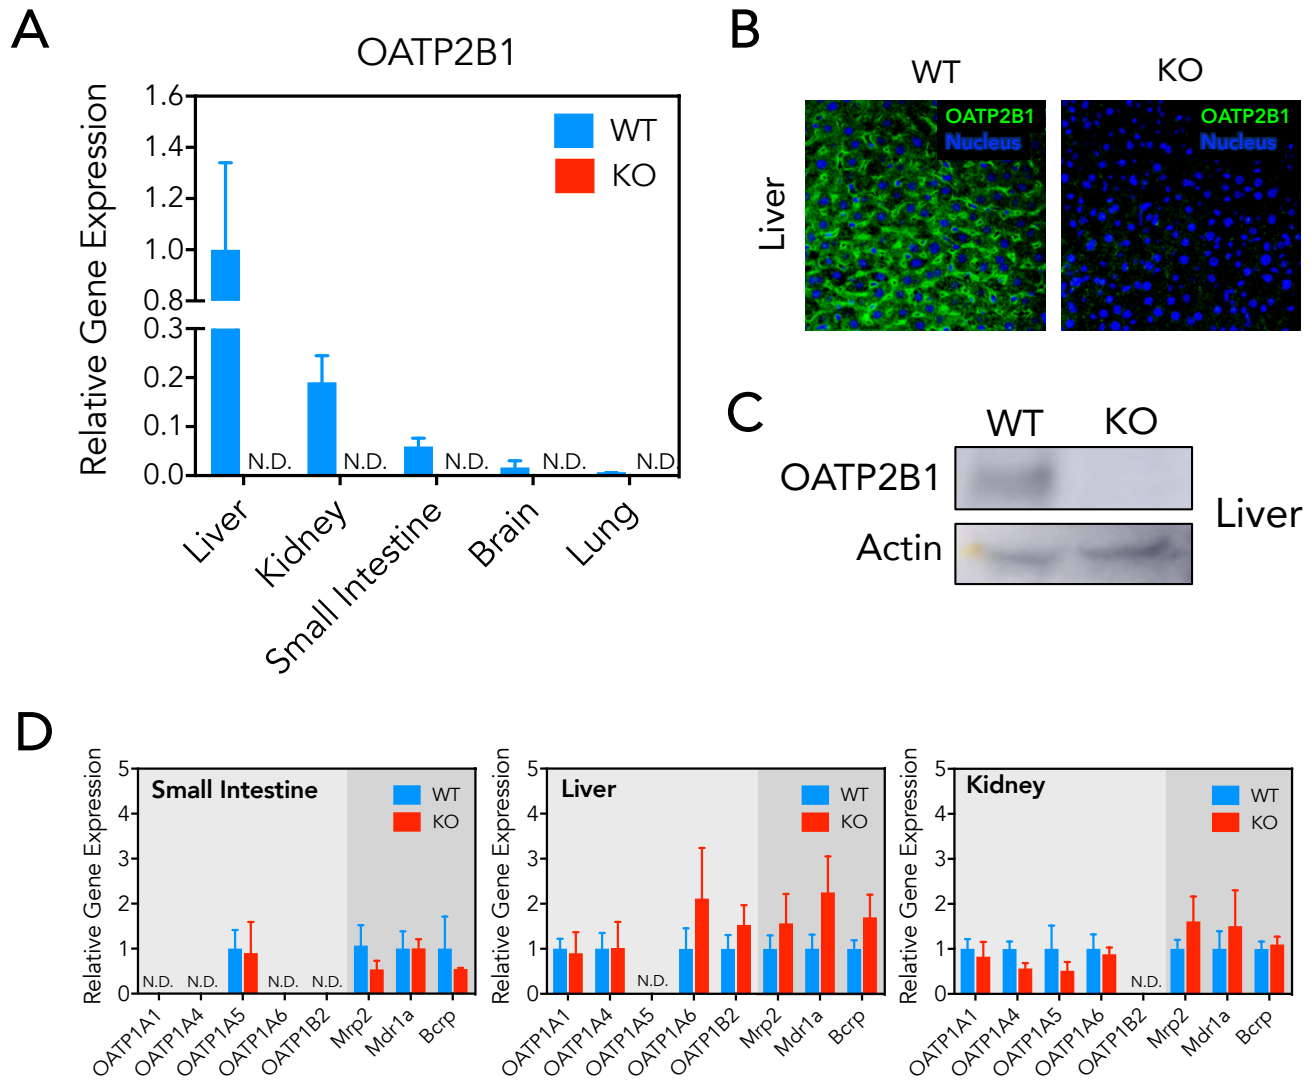 A
OATP2B1
Relative Gene Expression
1.6
1.4
1.2
1.0
0.8
0.3
0.2
0.1
0.0
WT
KO
N.D.
N.D.
N.D.
N.D.
N.D.
Liver
Kidney
Small Intestine
Brain
Lung
B
WT
KO
Liver
OATP2B1
Nucleus
OATP2B1
Nucleus
C
WT
KO
OATP2B1
Actin
Liver
D
Relative Gene Expression
5
4
3
2
1
0
Small Intestine
WT
KO
N.D.
N.D.
N.D.
N.D.
OATP1A1
OATP1A4
OATP1A5
OATP1A6
OATP1B2
Mrp2
Mdr1a
Bcrp
Relative Gene Expression
5
4
3
2
1
0
Liver
WT
KO
N.D.
OATP1A1
OATP1A4
OATP1A5
OATP1A6
OATP1B2
Mrp2
Mdr1a
Bcrp
Relative Gene Expression
5
4
3
2
1
0
Kidney
WT
KO
N.D.
OATP1A1
OATP1A4
OATP1A5
OATP1A6
OATP1B2
Mrp2
Mdr1a
Bcrp